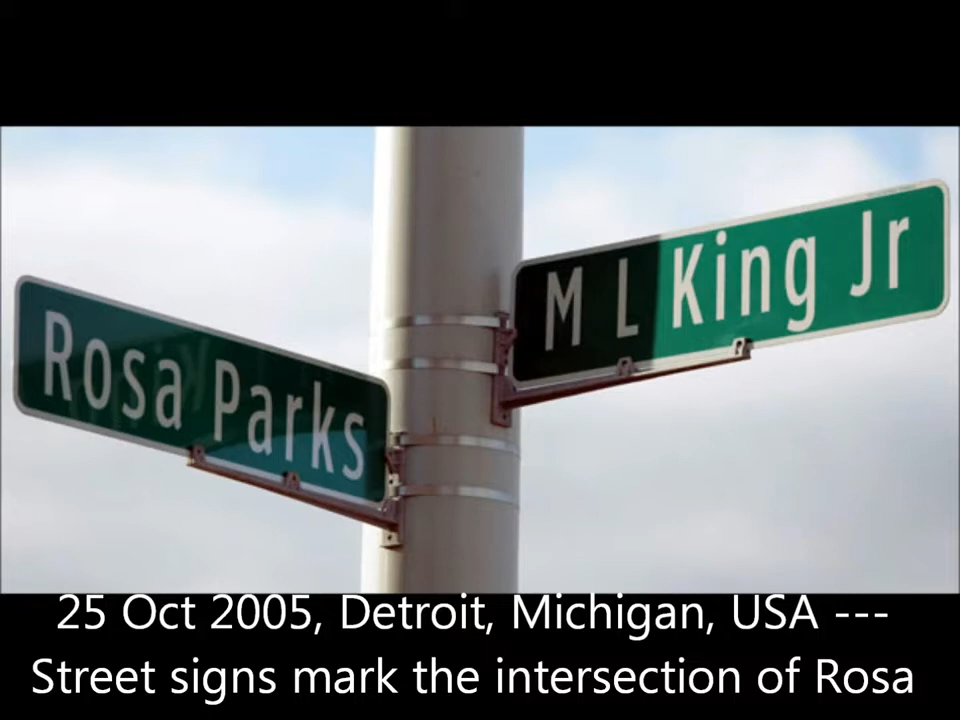 Rosa Parks
M L King Jr
25 Oct 2005, Detroit, Michigan, USA ---
Street signs mark the intersection of Rosa